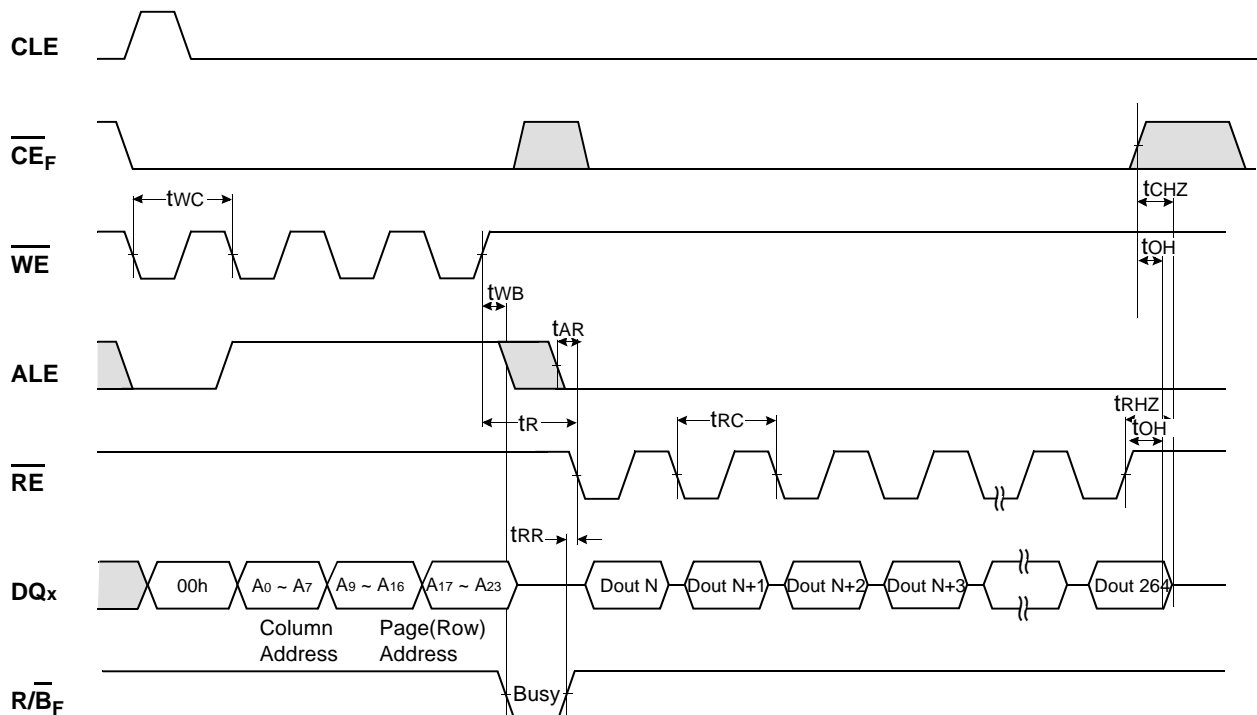 CLE
CEF
tCHZ
tWC
tOH
WE
tWB
tAR
ALE
tRHZ
tR
tRC
tOH
RE
tRR
DQx
00h
A0 ~ A7
A9 ~ A16
A17 ~ A23
Dout N
Dout N+1
Dout N+2
Dout N+3
Dout 264
Column
Address
Page(Row)
Address
R/BF
Busy